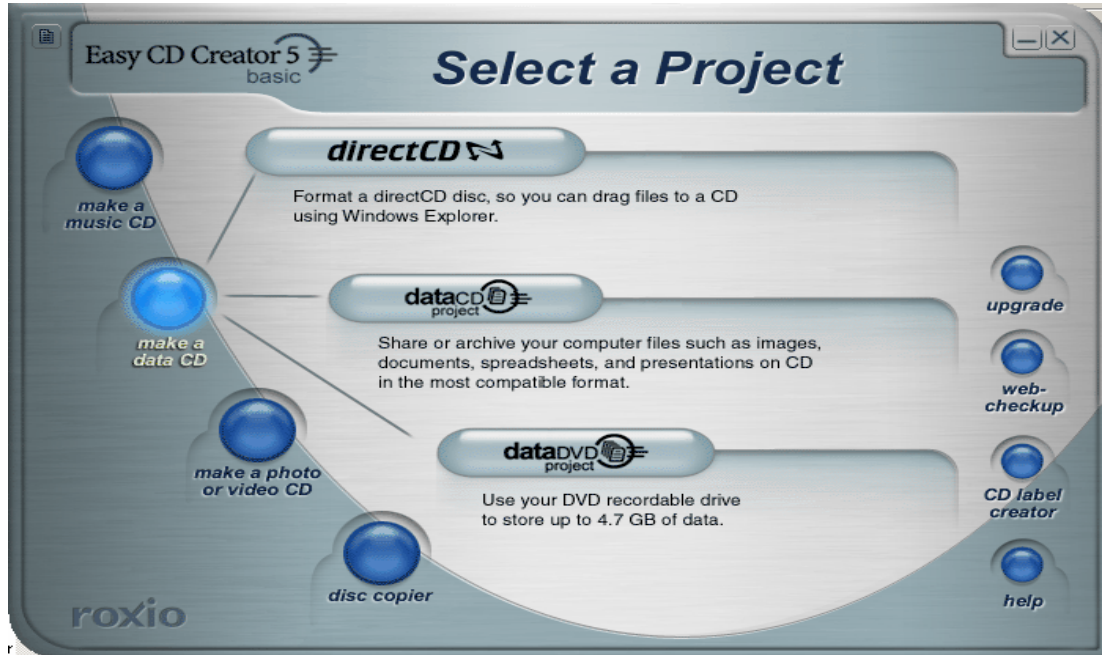 Easy CD Creator 5
basic
Select a Project
make a
music CD
directCD
Format a directCD disc, so you can drag files to a CD
using Windows Explorer.
make a
data CD
dataCD
project
Share or archive your computer files such as images,
documents, spreadsheets, and presentations on CD
in the most compatible format.
make a photo
or video CD
dataDVD
project
Use your DVD recordable drive
to store up to 4.7 GB of data.
disc copier
upgrade
web-
checkup
CD label
creator
help
roxio
r